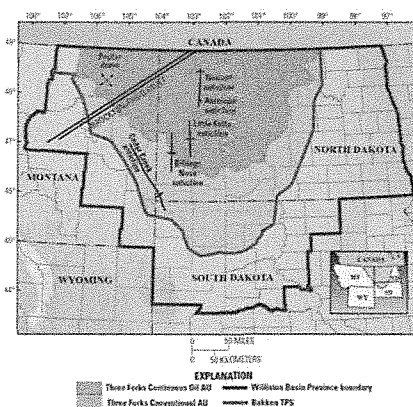 106° 105° 104° 103° 102° 101° 100° 99° 98° 97°
CANADA
49°
Poplar dome
Nesson anticline
Antelope anticline
48°
Little Knife anticline
Cedar Creek anticline
Billings Nose anticline
47°
MONTANA
NORTH DAKOTA
46°
45°
SOUTH DAKOTA
WYOMING
44°
CANADA
MT
WY
SD
0 50 MILES
0 50 KILOMETERS
EXPLANATION
Three Forks Continuous Oil AU
Williston Basin Province boundary
Three Forks Conventional AU
Bakken TPS